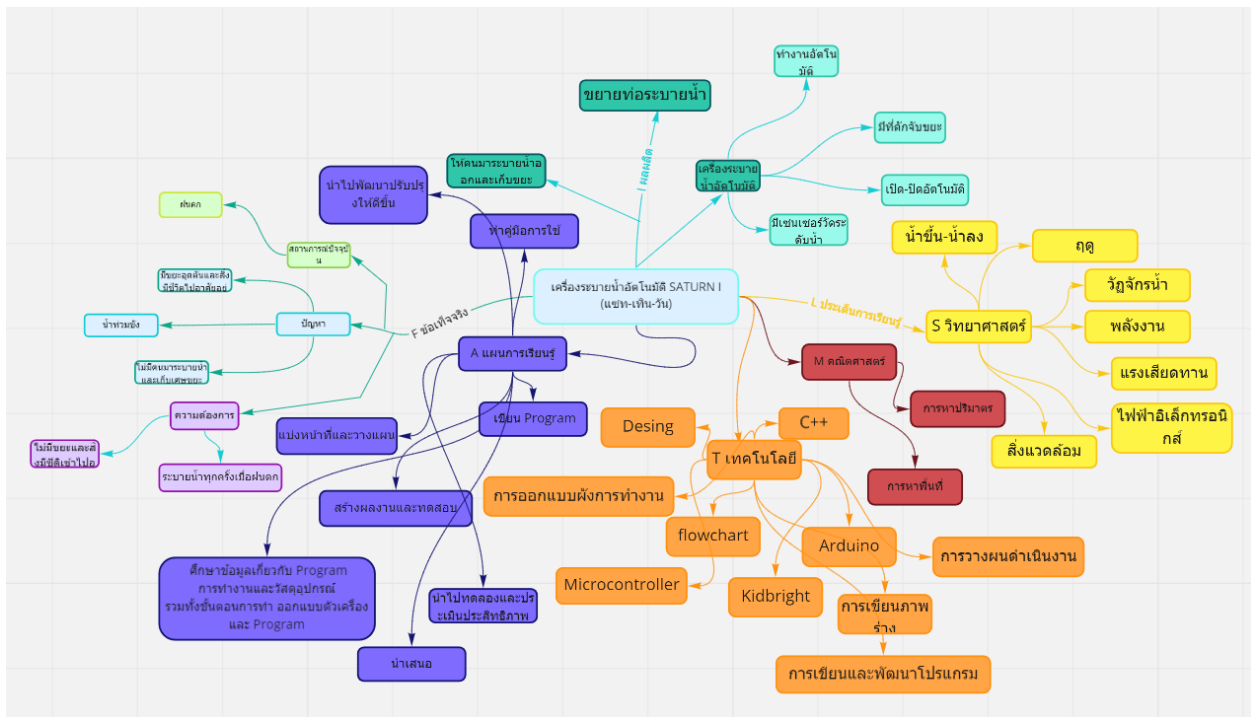 ทำงานอัตโน
มัติ
ขยายท่อระบายน้ำ
มีที่ดักจับขยะ
I ผลผลิต
ให้คนมาระบายน้ำอ
อกและเก็บขยะ
เครื่องระบาย
น้ำอัตโนมัติ
เปิด-ปิดอัตโนมัติ
นำไปพัฒนาปรับปรุ
งให้ดีขึ้น
ฝนตก
มีเซนเซอร์วัดระ
ดับน้ำ
ทำคู่มือการใช้
น้ำขึ้น-น้ำลง
ฤดู
สถานการณ์ปัจจุบั
น
มีขยะอุดตันและสิ่ง
มีชีวิตไปอาศัยอยู่
เครื่องระบายน้ำอัตโนมัติ SATURN I
(แซท-เทิน-วัน)
วัฏจักรน้ำ
L ประเด็นการเรียนรู้
F ข้อเท็จจริง
น้ำท่วมขัง
ปัญหา
S วิทยาศาสตร์
พลังงาน
A แผนการเรียนรู้
M คณิตศาสตร์
ไม่มีคนมาระบายน้ำ
และเก็บเศษขยะ
แรงเสียดทาน
ความต้องการ
เขียน Program
การหาปริมาตร
Desing
C++
ไฟฟ้าอิเล็กทรอนิ
กส์
แบ่งหน้าที่และวางแผน
ไม่มีขยะและสิ่
งมีชีติเข้าไปอ
T เทคโนโลยี
สิ่งแวดล้อม
ระบายน้ำทุกครั้งเมื่อฝนตก
การหาพื้นที่
การออกแบบผังการทำงาน
สร้างผลงานและทดสอบ
flowchart
Arduino
การวางผนดำเนินงาน
ศึกษาข้อมูลเกี่ยวกับ Program
การทำงานและวัสดุอุปกรณ์
รวมทั้งขั้นตอนการทำ ออกแบบตัวเครื่อง
และ Program
Microcontroller
Kidbright
นำไปทดลองและปร
ะเมินประสิทธิภาพ
การเขียนภาพ
ร่าง
นำเสนอ
การเขียนและพัฒนาโปรแกรม